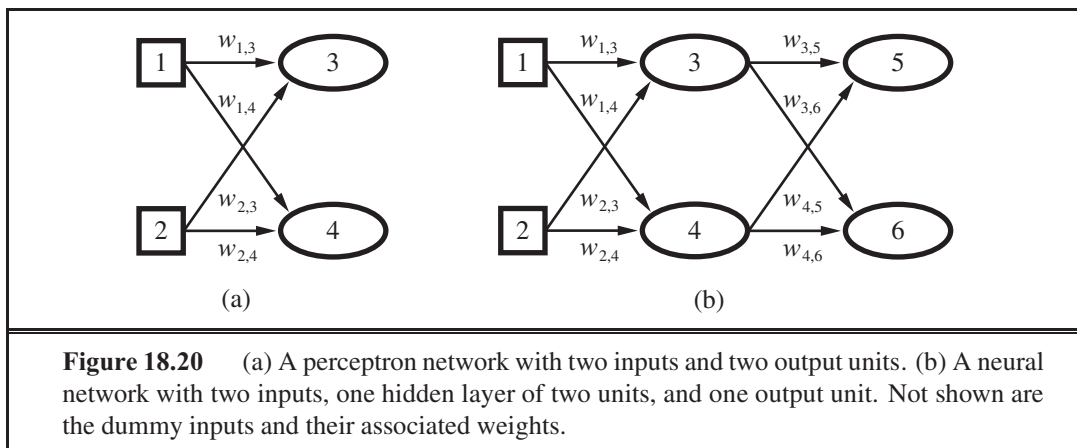 1 w1,3 3
w1,4
w2,3
2 w2,4 4
(a)
1 w1,3 3 w3,5 5
w1,4 w3,6
w2,3 w4,5
2 w2,4 4 w4,6 6
(b)
Figure 18.20 (a) A perceptron network with two inputs and two output units. (b) A neural
network with two inputs, one hidden layer of two units, and one output unit. Not shown are
the dummy inputs and their associated weights.